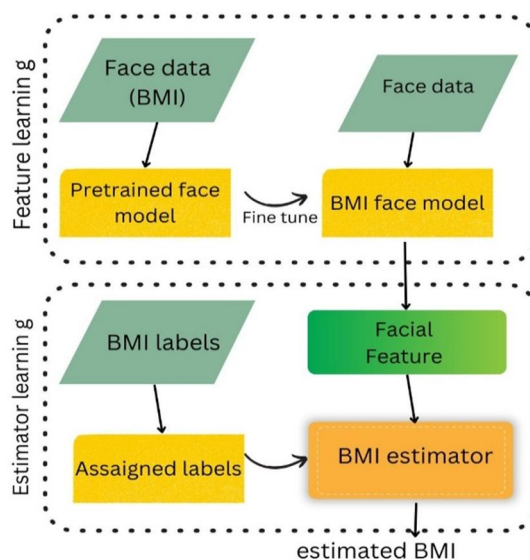 Feature learnin g
Face data
(BMI)
Face data
Pretrained face
model
Fine tune
BMI face model
Estimator learnin g
BMI labels
Facial
Feature
Assaigned labels
BMI estimator
estimated BMI